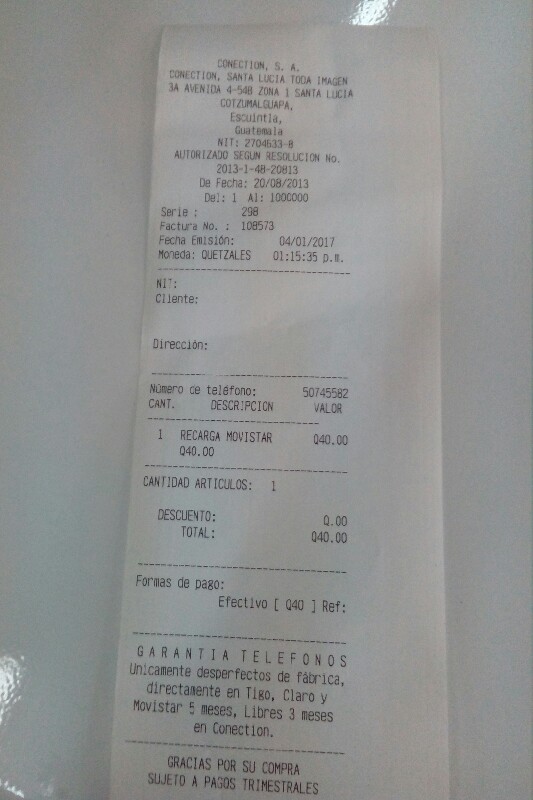 CONECTION, S. A.
CONECTION, SANTA LUCIA TODA IMAGEN
3A AVENIDA 4-54B ZONA 1 SANTA LUCIA
COTZUMALGUAPA,
Escuintla,
Guatemala
NIT: 2704533-8
AUTORIZADO SEGUN RESOLUCION No.
2013-1-48-20813
De Fecha: 20/08/2013
Del: 1 Al: 1000000
Serie : 298
Factura No. : 108573
Fecha Emisión: 04/01/2017
Moneda: QUETZALES 01:15:35 p.m.
NIT:
Cliente:
Dirección:
Número de teléfono: 50745582
CANT. DESCRIPCION VALOR
1 RECARGA MOVISTAR Q40.00
Q40.00
CANTIDAD ARTICULOS: 1
DESCUENTO: Q.00
TOTAL: Q40.00
Formas de pago:
Efectivo [ Q40 ] Ref:
G A R A N T I A T E L E F O N O S
Unicamente desperfectos de fábrica,
directamente en Tigo, Claro y
Movistar 5 meses, Libres 3 meses
en Conection.
GRACIAS POR SU COMPRA
SUJETO A PAGOS TRIMESTRALES